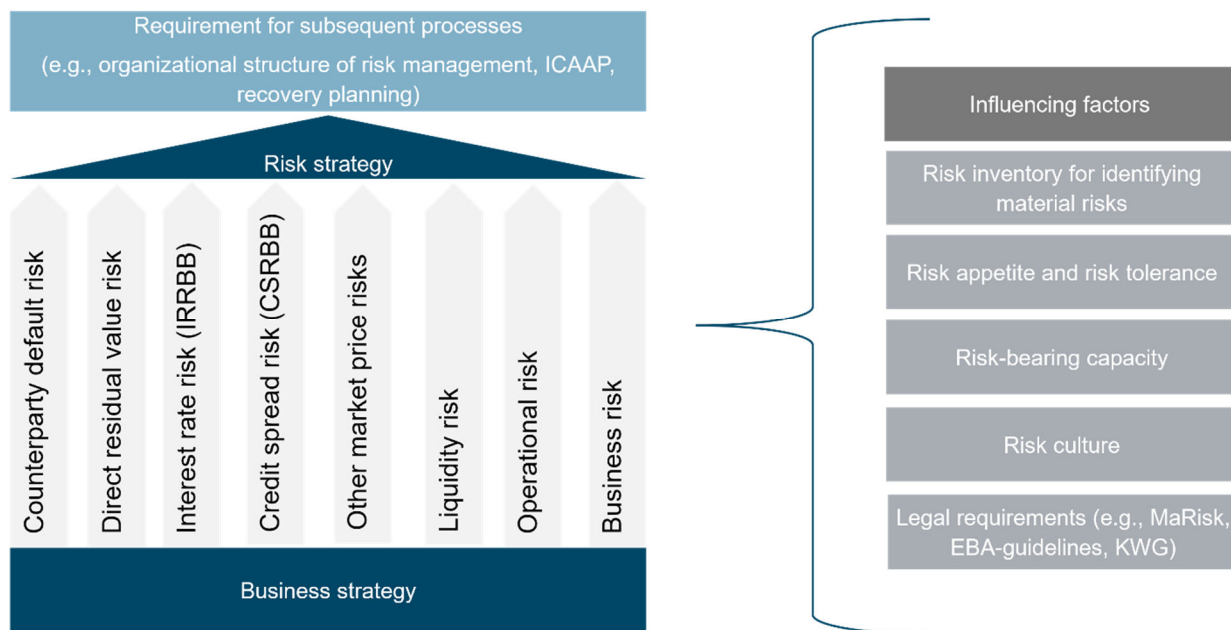 Requirement for subsequent processes
(e.g., organizational structure of risk management, ICAAP,
recovery planning)
Risk strategy
Counterparty default risk
Direct residual value risk
Interest rate risk (IRRBB)
Credit spread risk (CSRBB)
Other market price risks
Liquidity risk
Operational risk
Business risk
Business strategy
Influencing factors
Risk inventory for identifying
material risks
Risk appetite and risk tolerance
Risk-bearing capacity
Risk culture
Legal requirements (e.g., MaRisk,
EBA-guidelines, KWG)